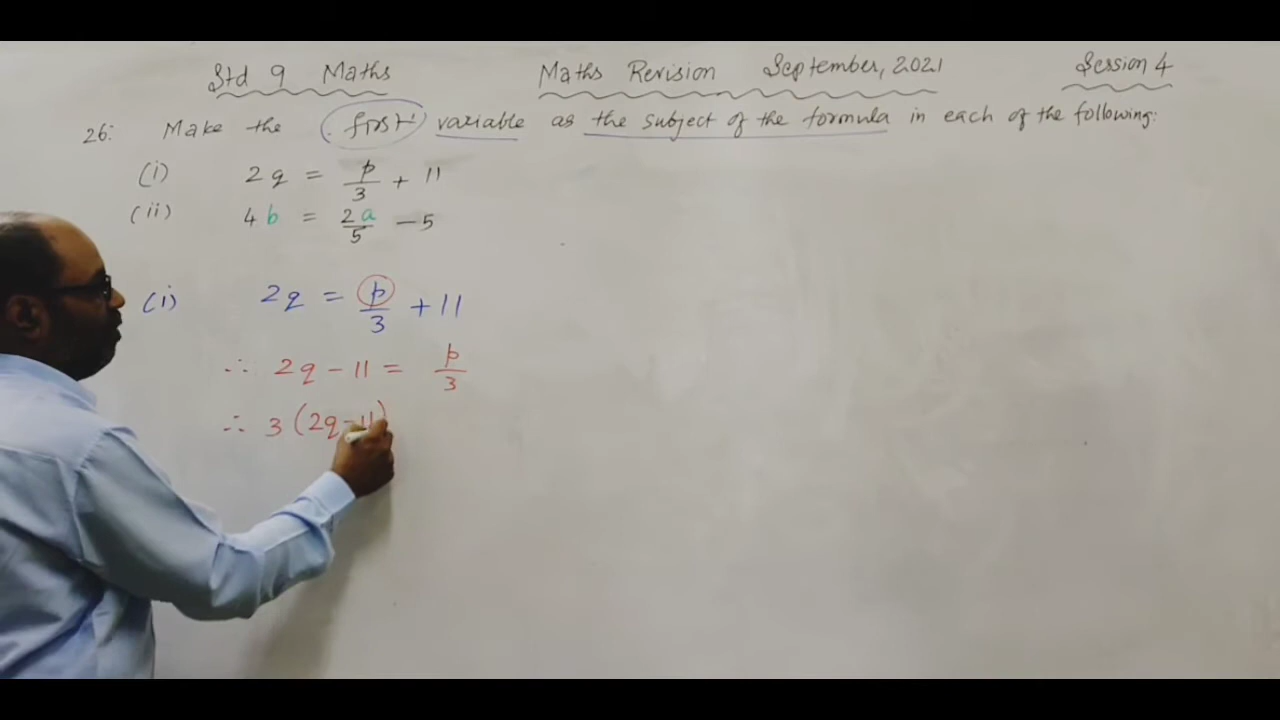 Std 9 Maths Maths Revision September, 2021 Session 4
26: Make the first variable as the subject of the formula in each of the following:
(i) 2q = p/3 + 11
(ii) 4b = 2a/5 - 5
(i) 2q = p/3 + 11
∴ 2q - 11 = p/3
∴ 3(2q-11)